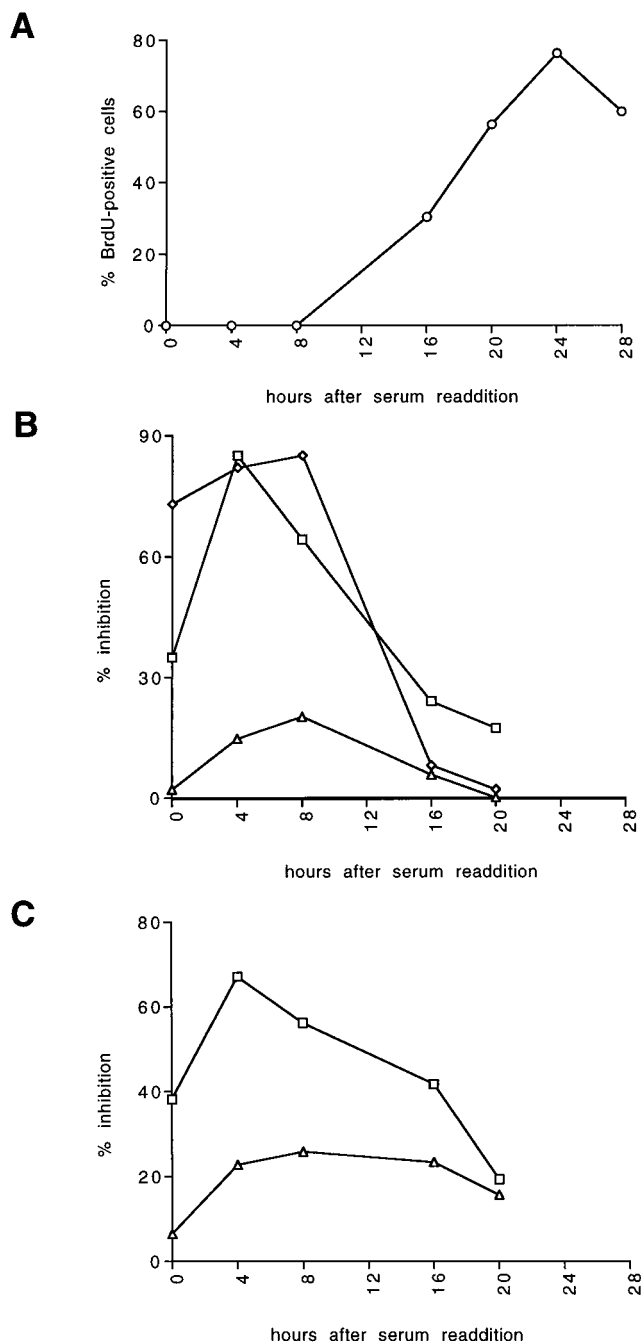 A
80
60
40
20
0
% BrdU-positive cells
0 4 8 12 16 20 24 28
hours after serum readdition
B
90
60
30
0
% inhibition
0 4 8 12 16 20 24 28
hours after serum readdition
C
80
60
40
20
0
% inhibition
0 4 8 12 16 20 24 28
hours after serum readdition